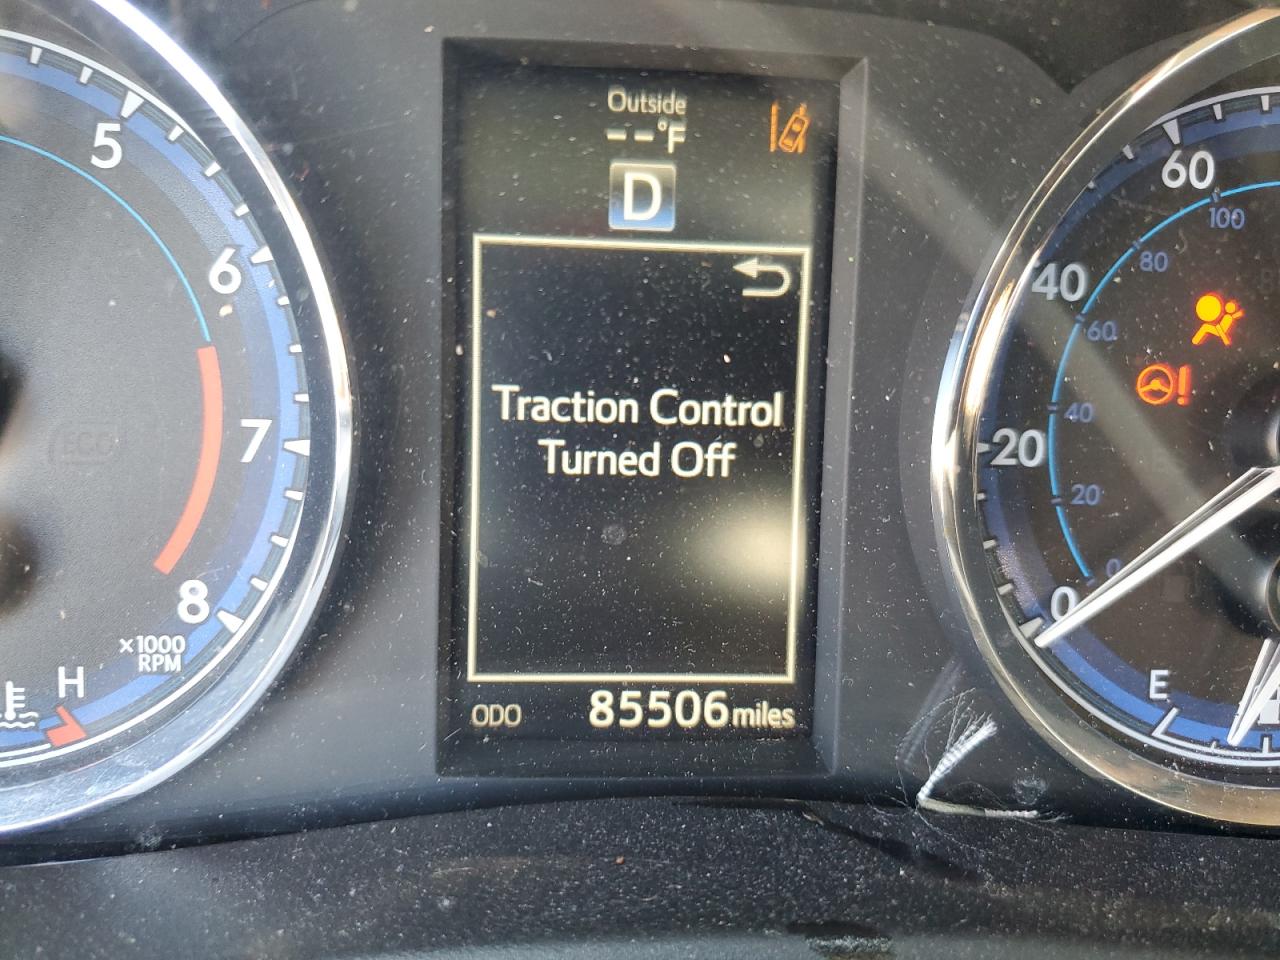 Outside
--°F
D
Traction Control
Turned Off
ODO 85506 miles
5
6
7
8
x1000
RPM
H
ECO
60
40
20
0
100
80
60
40
20
0
E